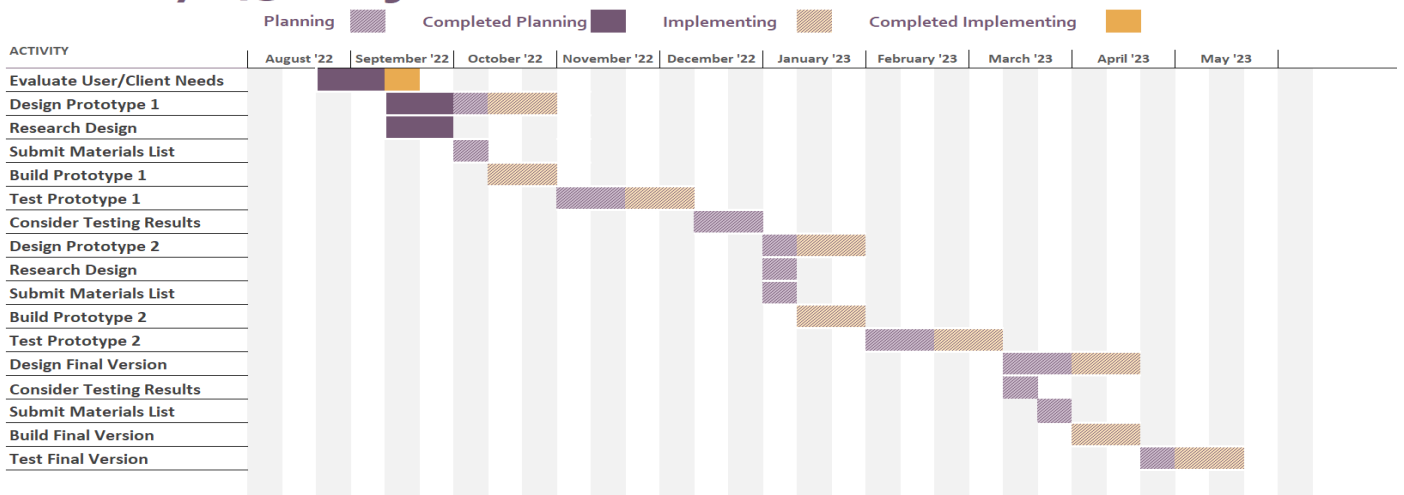 Planning Completed Planning Implementing Completed Implementing
ACTIVITY August '22 September '22 October '22 November '22 December '22 January '23 February '23 March '23 April '23 May '23
Evaluate User/Client Needs
Design Prototype 1
Research Design
Submit Materials List
Build Prototype 1
Test Prototype 1
Consider Testing Results
Design Prototype 2
Research Design
Submit Materials List
Build Prototype 2
Test Prototype 2
Design Final Version
Consider Testing Results
Submit Materials List
Build Final Version
Test Final Version